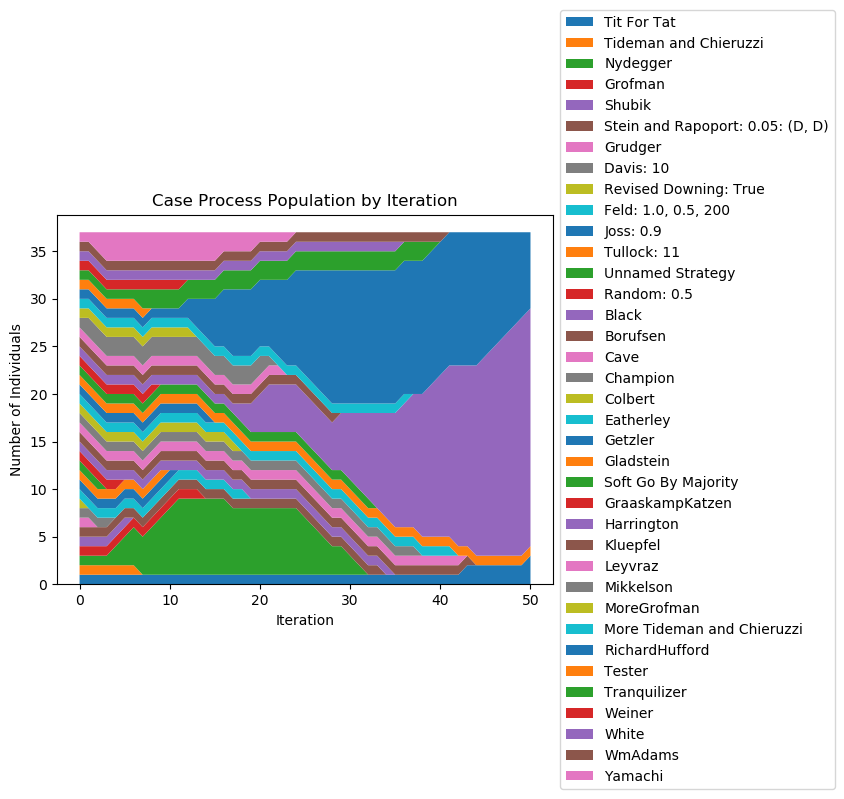 Case Process Population by Iteration
Number of Individuals
35
30
25
20
15
10
5
0
0 10 20 30 40 50
Iteration
Tit For Tat
Tideman and Chieruzzi
Nydegger
Grofman
Shubik
Stein and Rapoport: 0.05: (D, D)
Grudger
Davis: 10
Revised Downing: True
Feld: 1.0, 0.5, 200
Joss: 0.9
Tullock: 11
Unnamed Strategy
Random: 0.5
Black
Borufsen
Cave
Champion
Colbert
Eatherley
Getzler
Gladstein
Soft Go By Majority
GraaskampKatzen
Harrington
Kluepfel
Leyvraz
Mikkelson
MoreGrofman
More Tideman and Chieruzzi
RichardHufford
Tester
Tranquilizer
Weiner
White
WmAdams
Yamachi